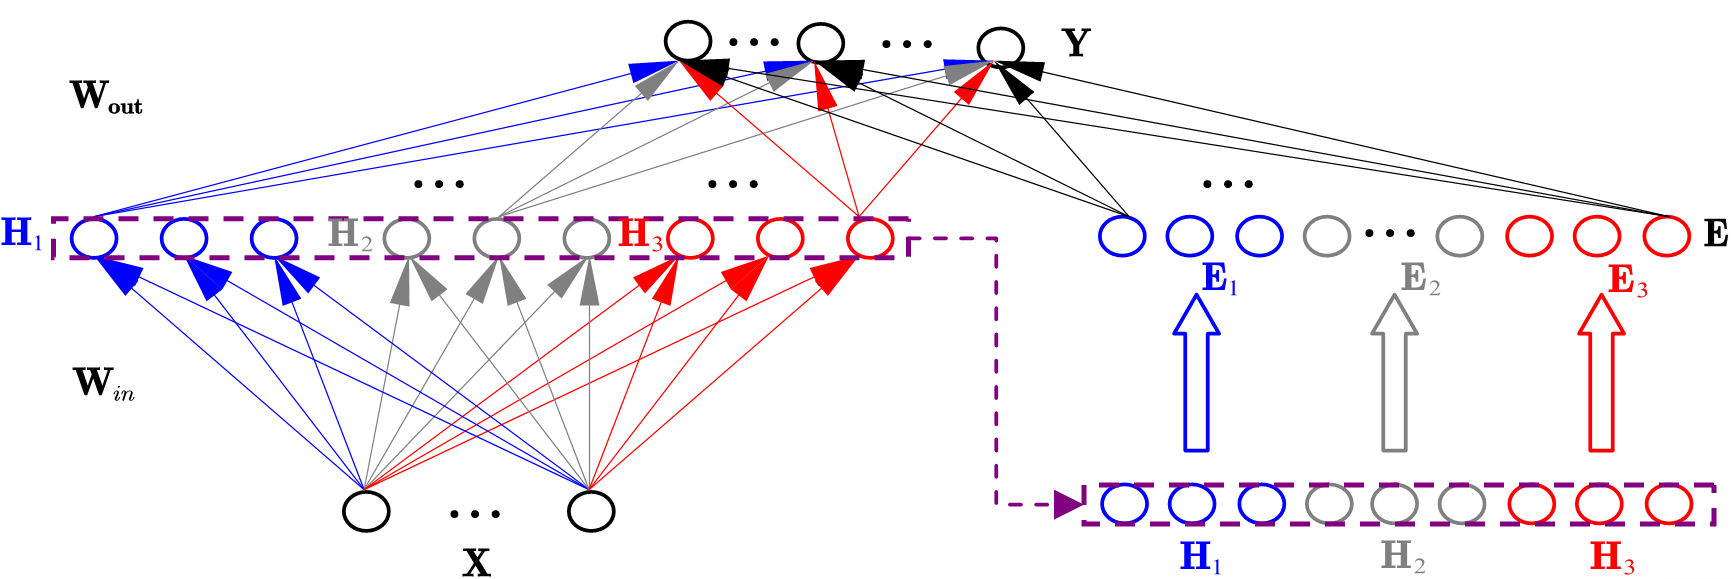 Y
W_out
H_1
H_2
H_3
E
E_1
E_2
E_3
W_in
H_1
H_2
H_3
X